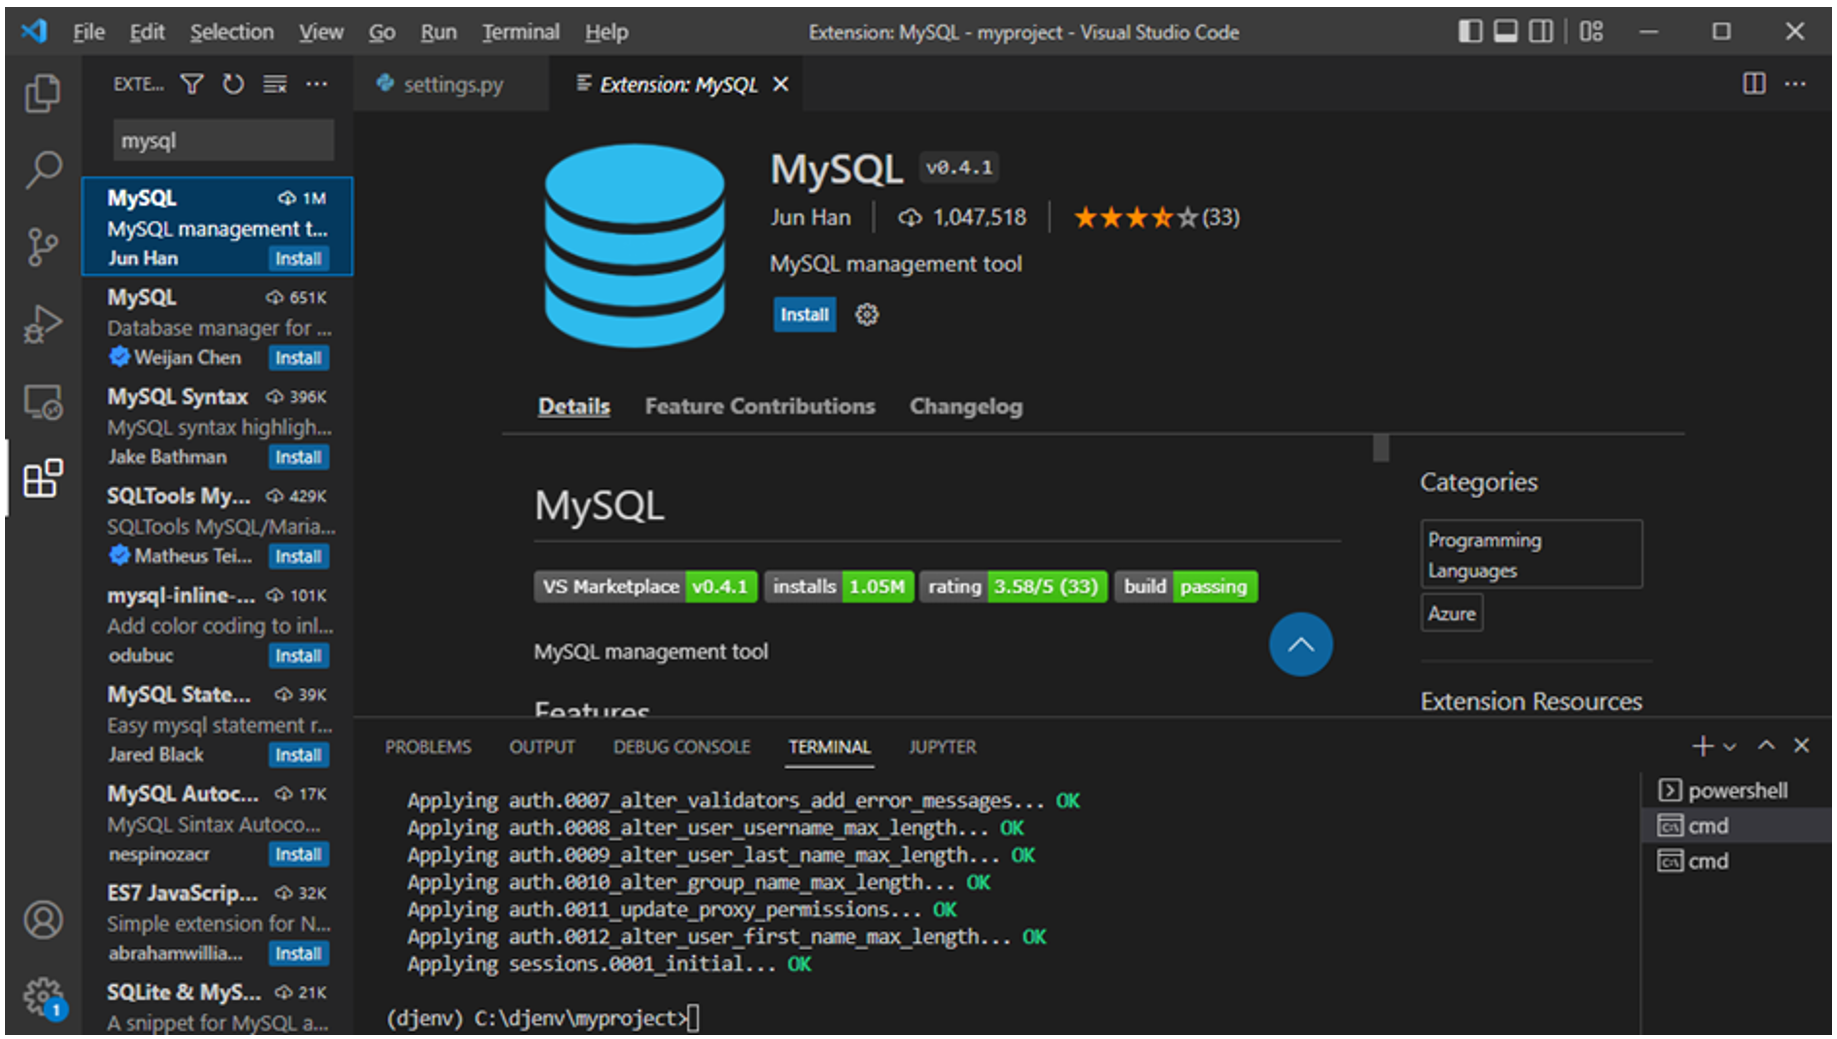 File Edit Selection View Go Run Terminal Help
Extension: MySQL - myproject - Visual Studio Code
EXTE...
mysql
MySQL 1M
MySQL management t...
Jun Han Install
MySQL 651K
Database manager for ...
Weijan Chen Install
MySQL Syntax 396K
MySQL syntax highligh...
Jake Bathman Install
SQLTools My... 429K
SQLTools MySQL/Maria...
Matheus Tei... Install
mysql-inline-... 101K
Add color coding to inl...
odubuc Install
MySQL State... 39K
Easy mysql statement r...
Jared Black Install
MySQL Autoc... 17K
MySQL Sintax Autoco...
nespinozacr Install
ES7 JavaScrip... 32K
Simple extension for N...
abrahamwillia... Install
SQLite & MyS... 21K
A snippet for MySQL a...
1
settings.py
Extension: MySQL
MySQL v0.4.1
Jun Han 1,047,518 (33)
MySQL management tool
Install
Details Feature Contributions Changelog
MySQL
VS Marketplace v0.4.1 installs 1.05M rating 3.58/5 (33) build passing
MySQL management tool
Features
Categories
Programming
Languages
Azure
Extension Resources
PROBLEMS OUTPUT DEBUG CONSOLE TERMINAL JUPYTER
Applying auth.0007_alter_validators_add_error_messages... OK
Applying auth.0008_alter_user_username_max_length... OK
Applying auth.0009_alter_user_last_name_max_length... OK
Applying auth.0010_alter_group_name_max_length... OK
Applying auth.0011_update_proxy_permissions... OK
Applying auth.0012_alter_user_first_name_max_length... OK
Applying sessions.0001_initial... OK
(djenv) C:\djenv\myproject>
powershell
cmd
cmd